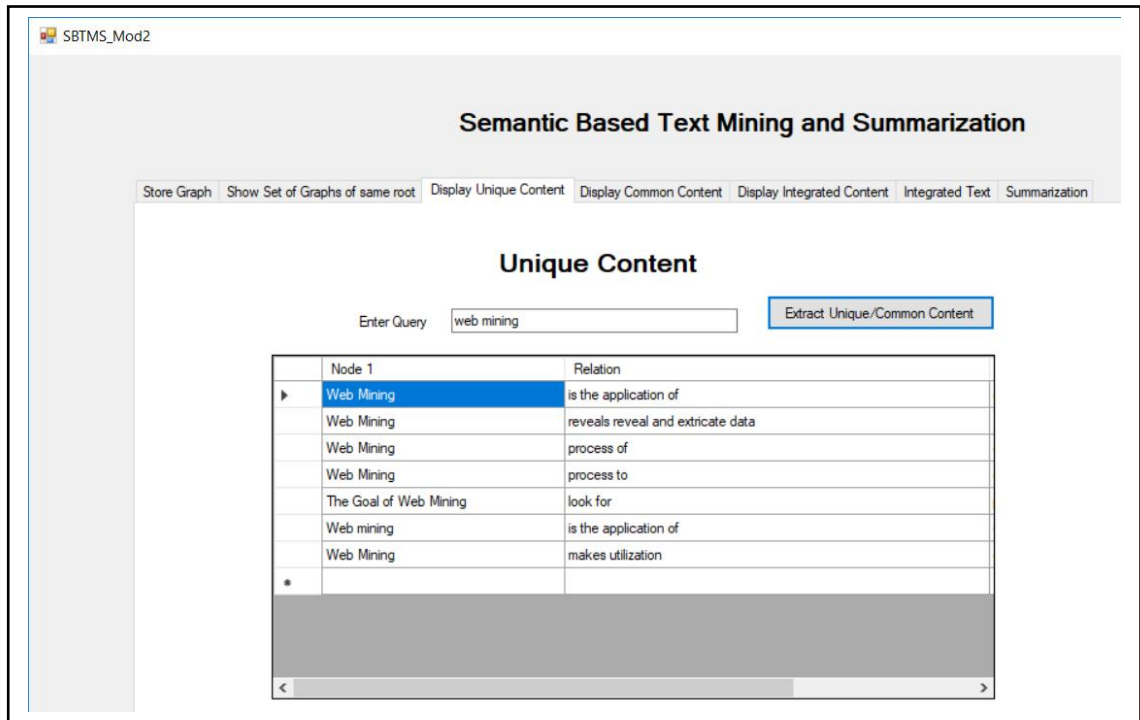 SBTMS_Mod2
Semantic Based Text Mining and Summarization
Store Graph Show Set of Graphs of same root Display Unique Content Display Common Content Display Integrated Content Integrated Text Summarization
Unique Content
Enter Query web mining Extract Unique/Common Content
Node 1 Relation
Web Mining is the application of
Web Mining reveals reveal and extricate data
Web Mining process of
Web Mining process to
The Goal of Web Mining look for
Web mining is the application of
Web Mining makes utilization